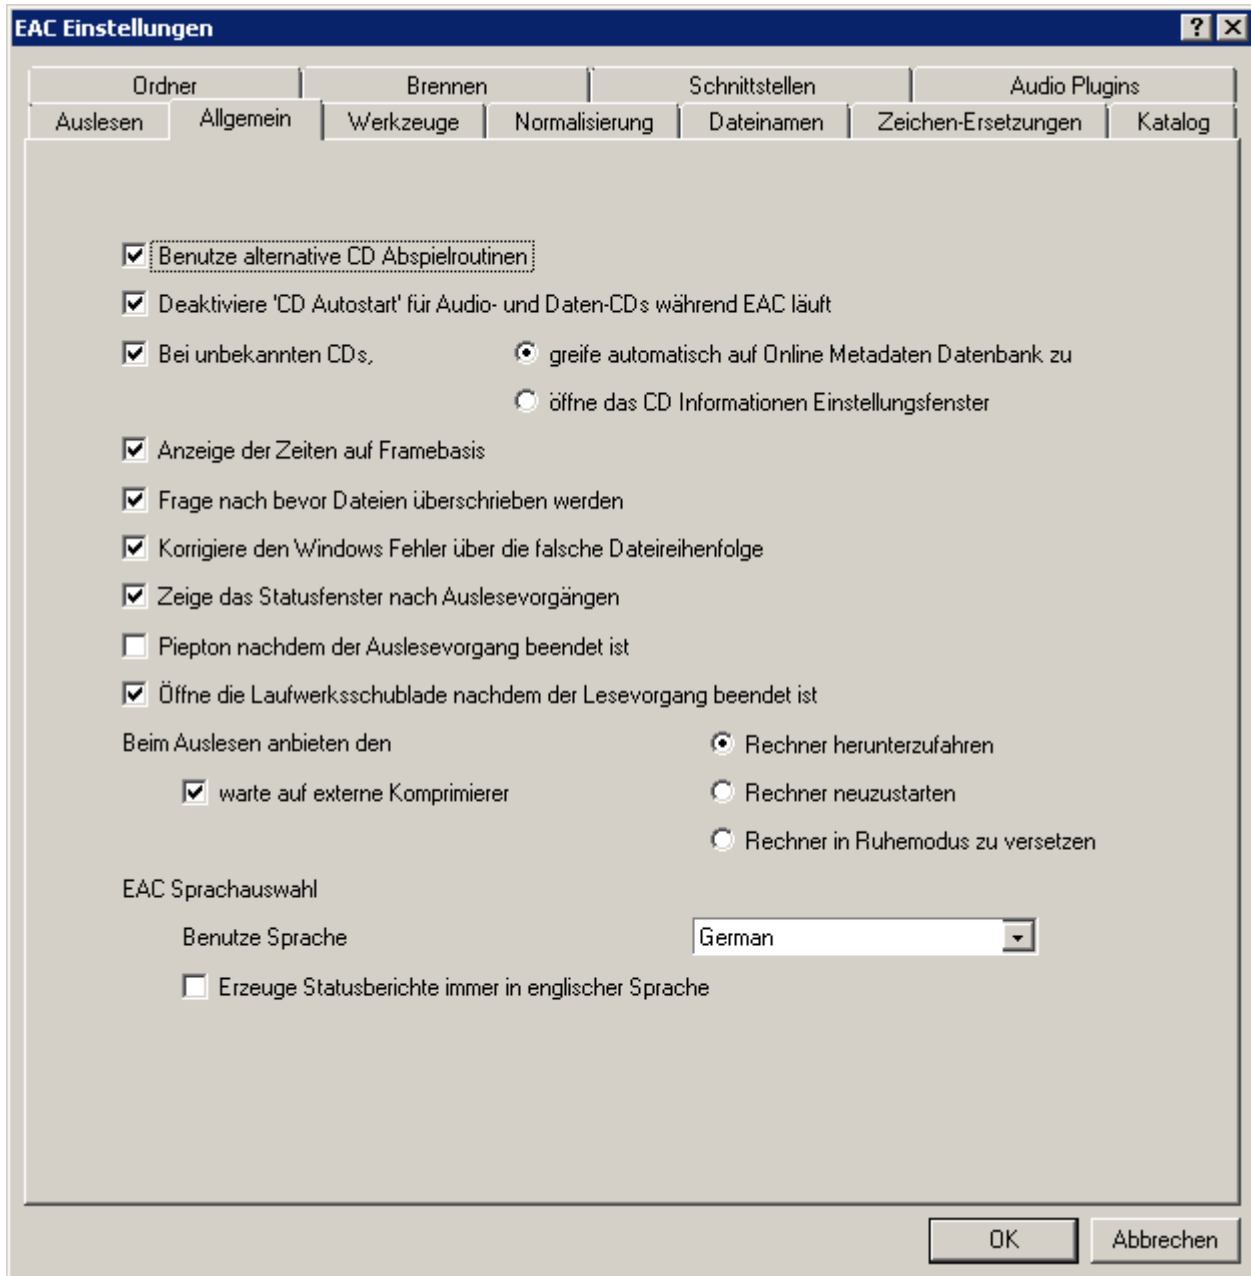 EAC Einstellungen
Ordner Brennen Schnittstellen Audio Plugins
Auslesen Allgemein Werkzeuge Normalisierung Dateinamen Zeichen-Ersetzungen Katalog
Benutze alternative CD Abspielroutinen
Deaktiviere 'CD Autostart' für Audio- und Daten-CDs während EAC läuft
Bei unbekannten CDs, greife automatisch auf Online Metadaten Datenbank zu
öffne das CD Informationen Einstellungsfenster
Anzeige der Zeiten auf Framebasis
Frage nach bevor Dateien überschrieben werden
Korrigiere den Windows Fehler über die falsche Dateireihenfolge
Zeige das Statusfenster nach Auslesevorgängen
Piepton nachdem der Auslesevorgang beendet ist
Öffne die Laufwerksschublade nachdem der Lesevorgang beendet ist
Beim Auslesen anbieten den Rechner herunterzufahren
warte auf externe Komprimierer Rechner neuzustarten
Rechner in Ruhemodus zu versetzen
EAC Sprachauswahl
Benutze Sprache German
Erzeuge Statusberichte immer in englischer Sprache
OK Abbrechen